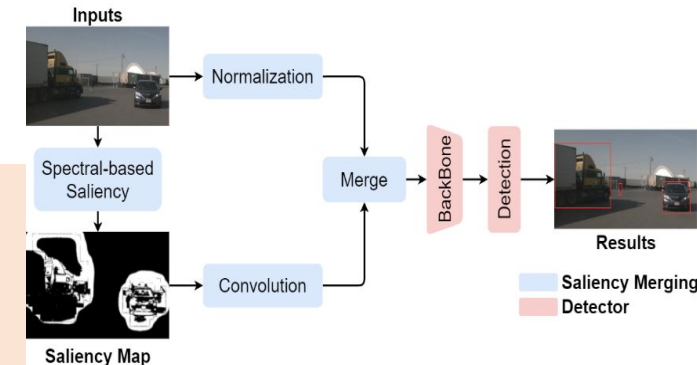 Inputs
Normalization
Spectral-based
Saliency
Merge
BackBone
Detection
Results
Convolution
Saliency Merging
Detector
Saliency Map